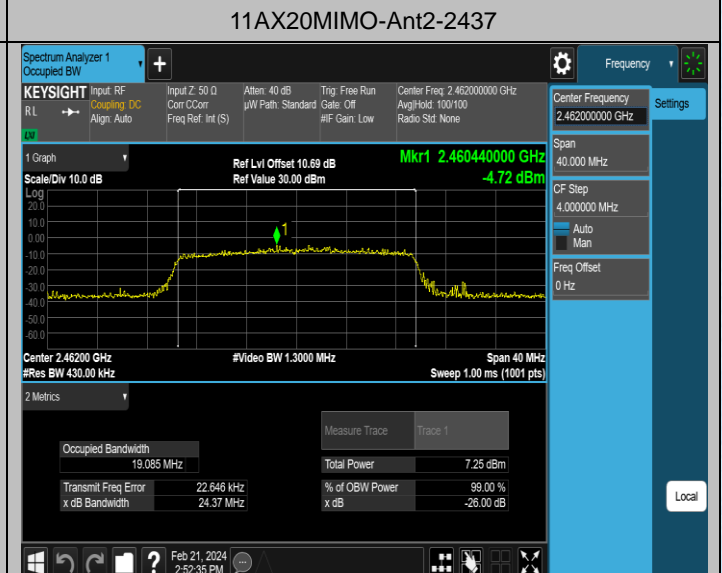 11AX20MIMO-Ant2-2437
Spectrum Analyzer 1
Occupied BW
Frequency
KEYSIGHT
RL
Input: RF
Coupling: DC
Align: Auto
Input Z: 50 Ω
Corr CCorr
Freq Ref: Int (S)
Atten: 40 dB
µW Path: Standard
Trig: Free Run
Gate: Off
#IF Gain: Low
Center Freq: 2.462000000 GHz
Avg|Hold: 100/100
Radio Std: None
Center Frequency
2.462000000 GHz
Settings
Span
40.000 MHz
CF Step
4.000000 MHz
Auto
Man
Freq Offset
0 Hz
1 Graph
Scale/Div 10.0 dB
Ref Lvl Offset 10.69 dB
Ref Value 30.00 dBm
Mkr1 2.460440000 GHz
-4.72 dBm
Log
20.0
10.0
0.00
-10.0
-20.0
-30.0
-40.0
-50.0
-60.0
1
Center 2.46200 GHz
#Video BW 1.3000 MHz
Span 40 MHz
#Res BW 430.00 kHz
Sweep 1.00 ms (1001 pts)
2 Metrics
Measure Trace
Trace 1
Occupied Bandwidth
19.085 MHz
Total Power
7.25 dBm
Transmit Freq Error
22.646 kHz
% of OBW Power
99.00 %
x dB Bandwidth
24.37 MHz
x dB
-26.00 dB
Local
Feb 21, 2024
2:52:35 PM